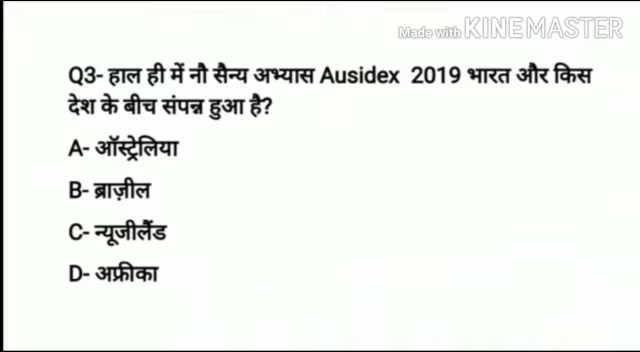 Made with KINEMASTER
Q3- हाल ही में नौ सैन्य अभ्यास Ausidex 2019 भारत और किस
देश के बीच संपन्न हुआ है?
A- ऑस्ट्रेलिया
B- ब्राज़ील
C- न्यूजीलैंड
D- अफ्रीका